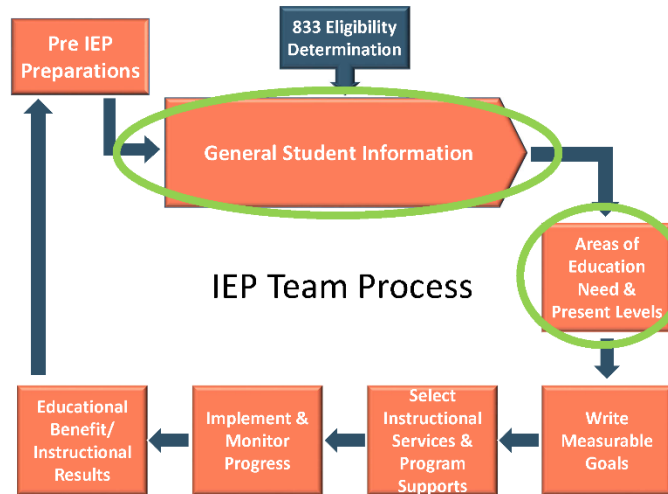 833 Eligibility
Determination
Pre IEP
Preparations
General Student Information
Areas of
Education
Need &
Present Levels
IEP Team Process
Educational
Benefit/
Instructional
Results
Implement &
Monitor
Progress
Select
Instructional
Services &
Program
Supports
Write
Measurable
Goals